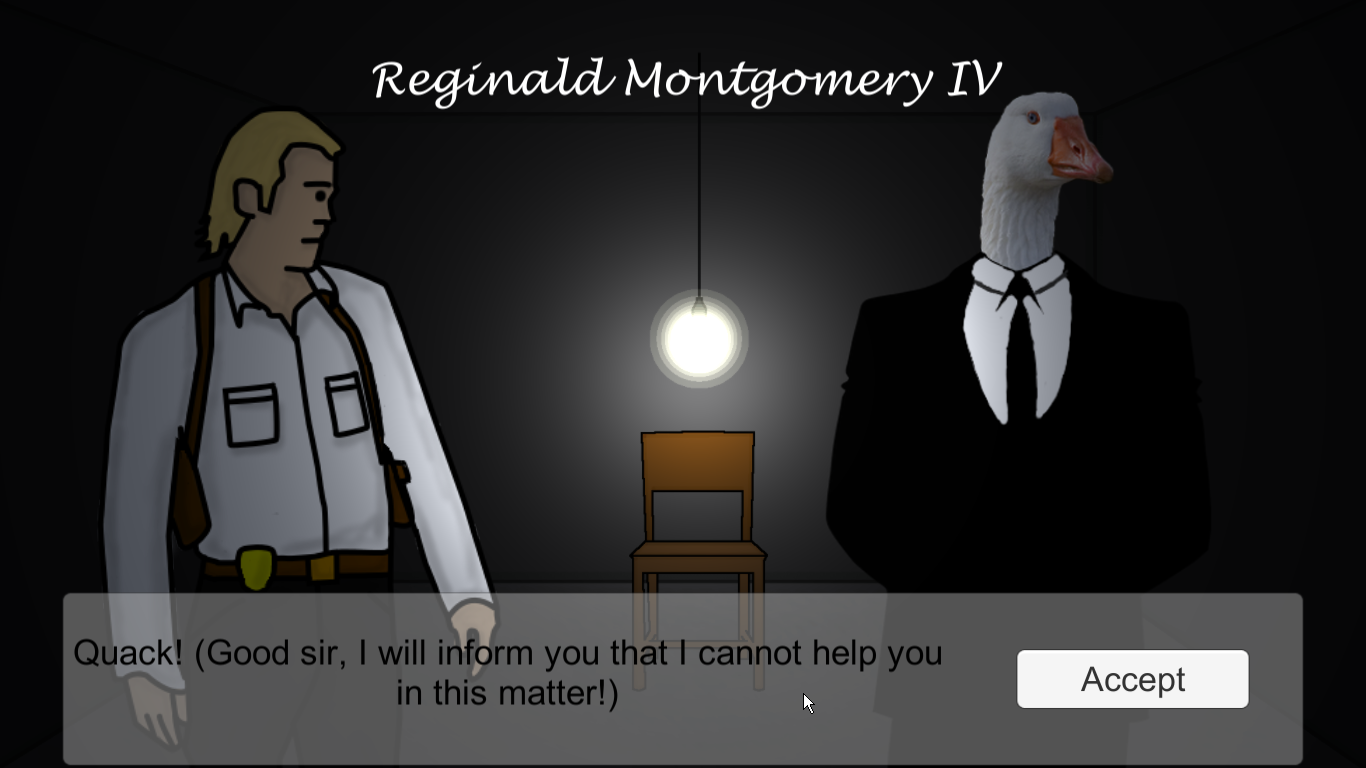 Reginald Montgomery IV
Quack! (Good sir, I will inform you that I cannot help you
in this matter!)
Accept